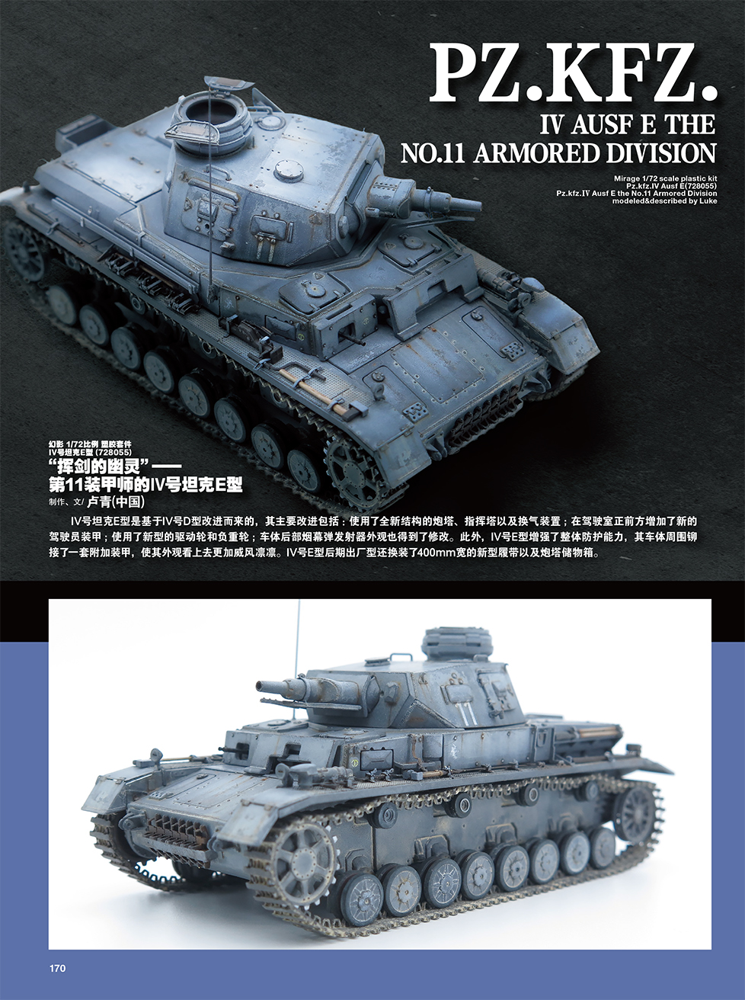 PZ.KFZ.
IV AUSF E THE
NO.11 ARMORED DIVISION
Mirage 1/72 scale plastic kit
Pz.kfz.IV Ausf E(728055)
Pz.kfz.IV Ausf E the No.11 Armored Division
modeled&described by Luke
幻影 1/72比例 塑胶套件
IV号坦克E型 (728055)
“挥剑的幽灵”——
第11装甲师的IV号坦克E型
制作、文/ 卢青(中国)
IV号坦克E型是基于IV号D型改进而来的，其主要改进包括：使用了全新结构的炮塔、指挥塔以及换气装置；在驾驶室正前方增加了新的
驾驶员装甲；使用了新型的驱动轮和负重轮；车体后部烟幕弹发射器外观也得到了修改。此外，IV号E型增强了整体防护能力，其车体周围铆
接了一套附加装甲，使其外观看上去更加威风凛凛。IV号E型后期出厂型还换装了400mm宽的新型履带以及炮塔储物箱。
11
170